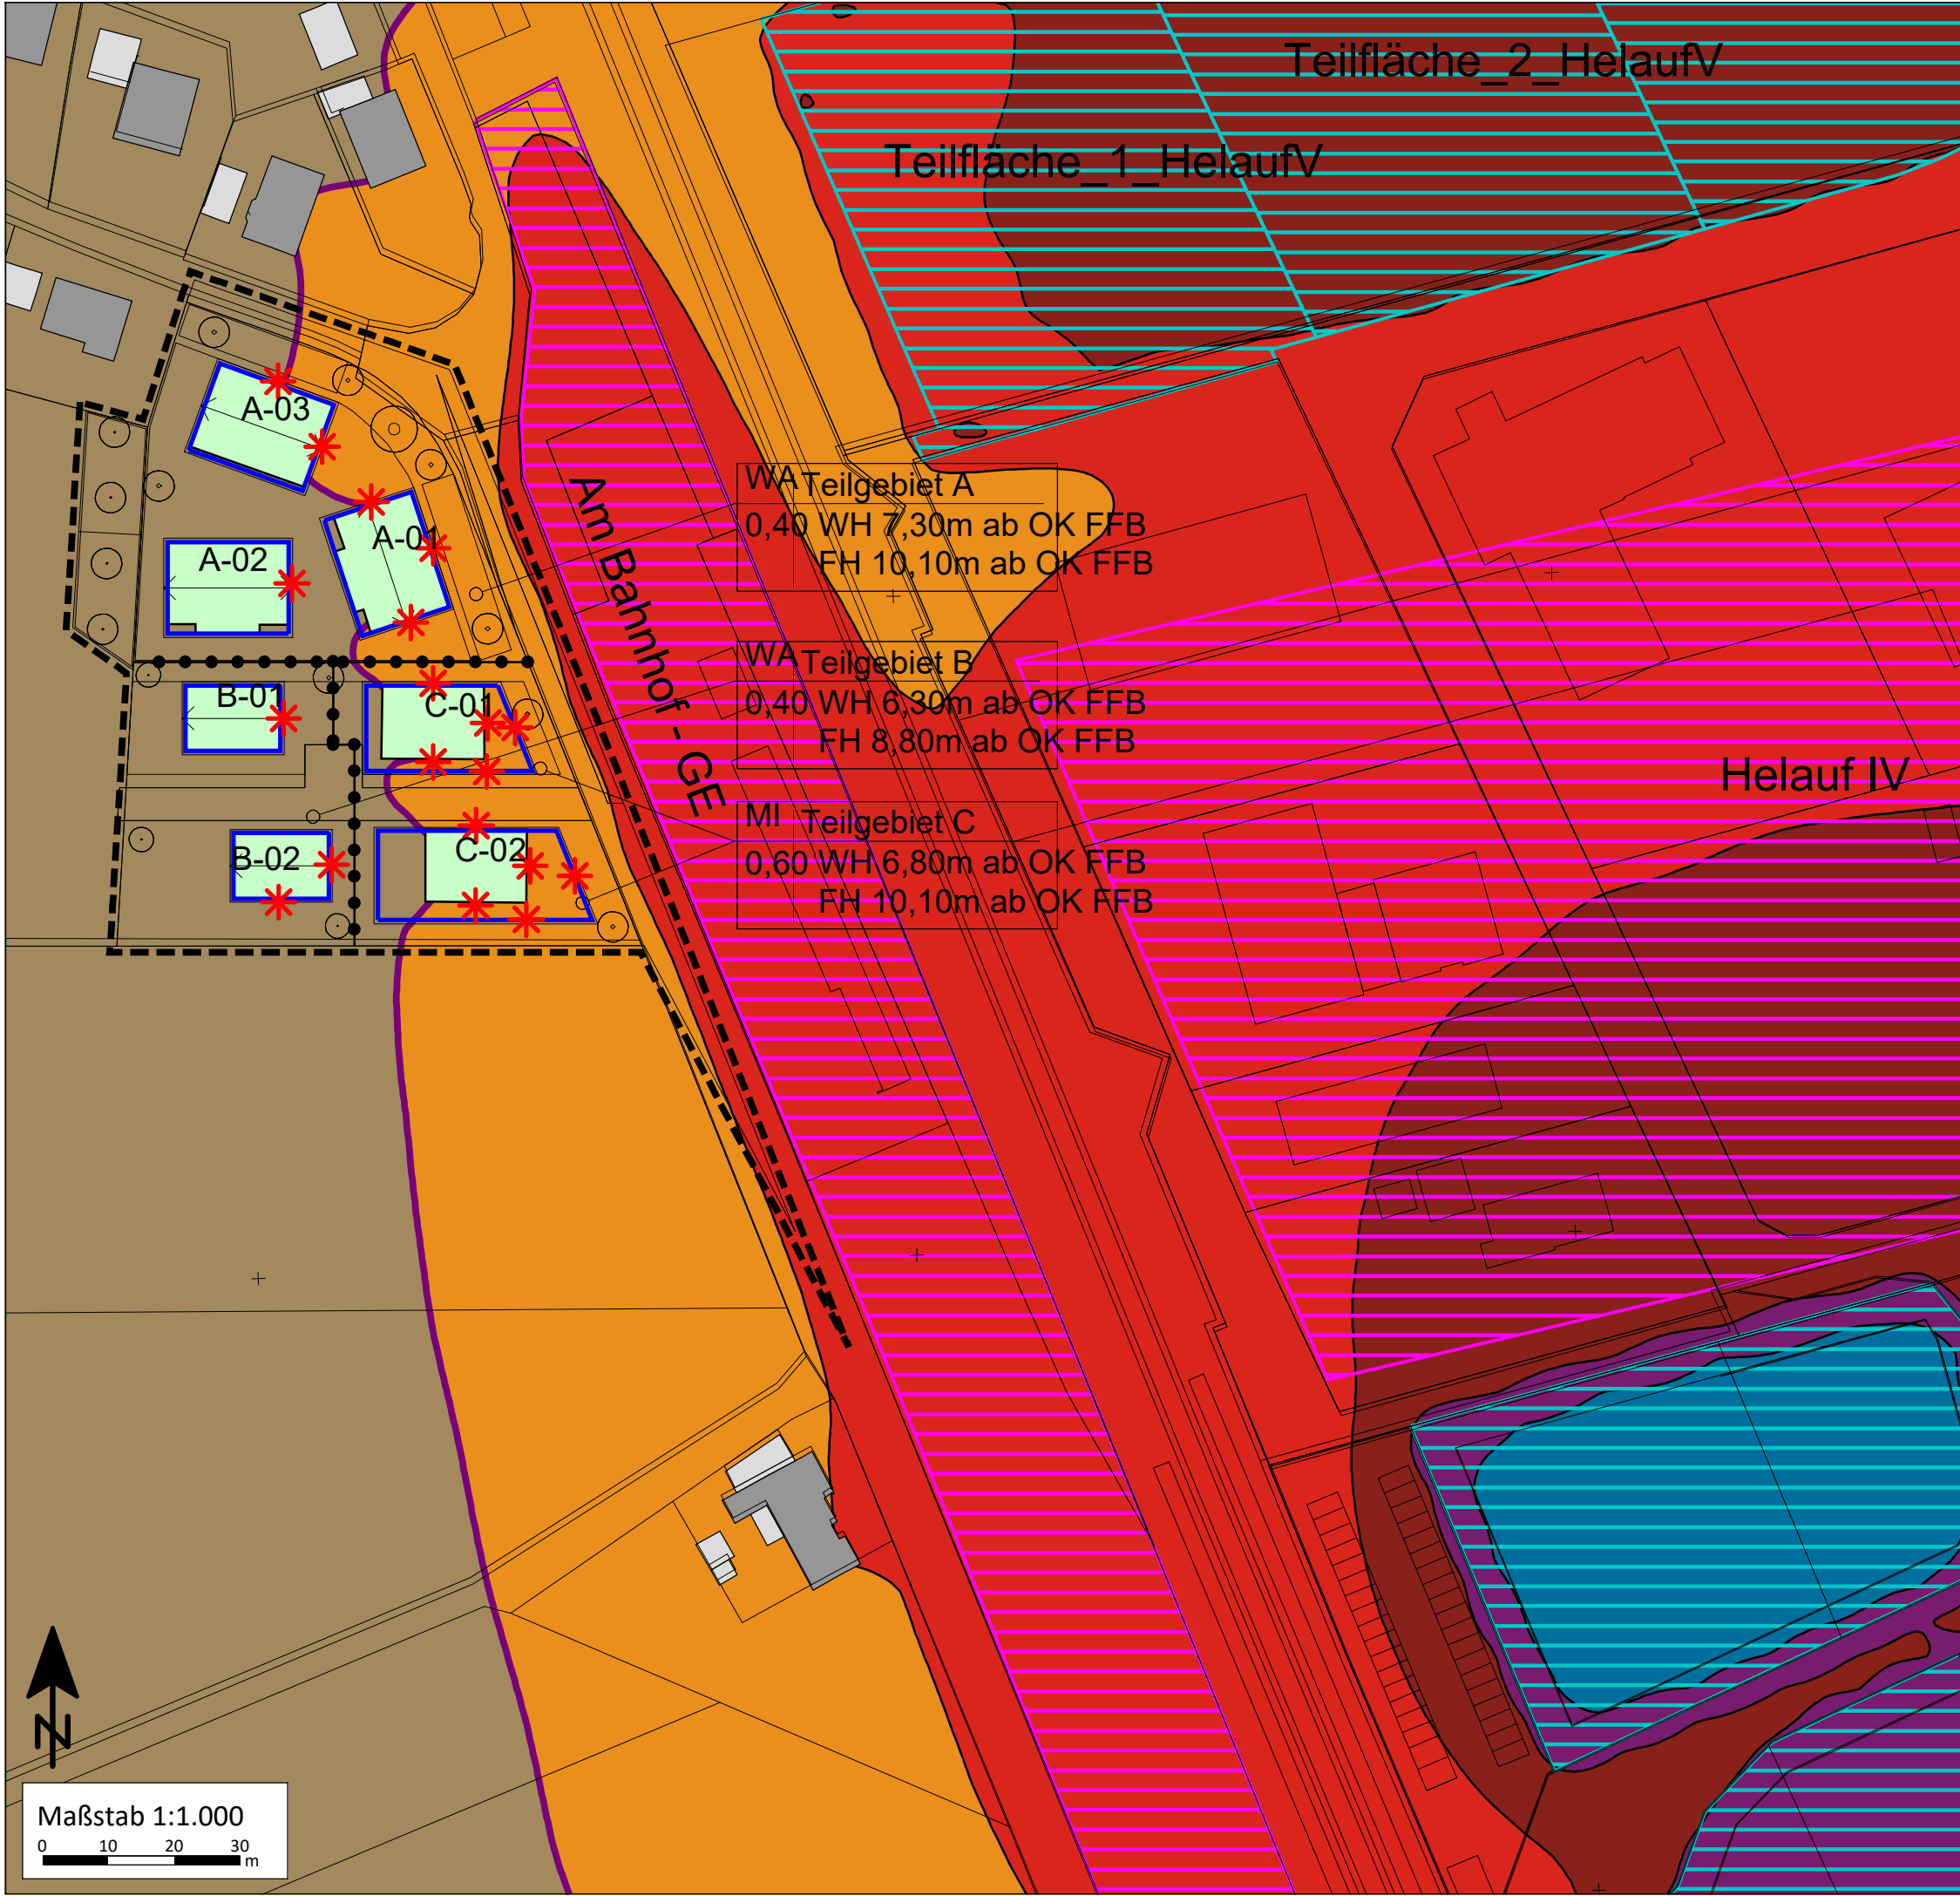 Teilfläche_2_HelaufV
Teilfläche_1_HelaufV
A-03
A-01
A-02
B-01
C-01
B-02
C-02
Am Bahnhof - GE
WA Teilgebiet A
0,40 WH 7,30m ab OK FFB
FH 10,10m ab OK FFB
WA Teilgebiet B
0,40 WH 6,30m ab OK FFB
FH 8,80m ab OK FFB
MI Teilgebiet C
0,60 WH 6,80m ab OK FFB
FH 10,10m ab OK FFB
Helauf IV
N
Maßstab 1:1.000
0 10 20 30
m